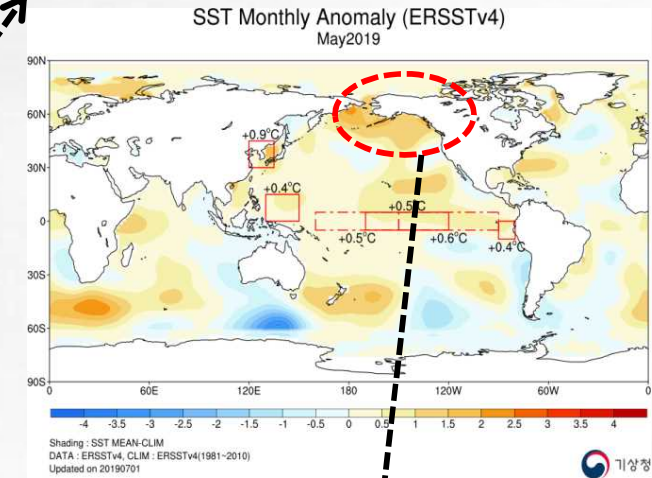 SST Monthly Anomaly (ERSSTv4)
May2019
90N
60N
30N
0
30S
60S
90S
+0.9°C
+0.4°C
+0.5°C
+0.5°C
+0.6°C
+0.4°C
0 60E 120E 180 120W 60W 0
-4 -3.5 -3 -2.5 -2 -1.5 -1 -0.5 0 0.5 1 1.5 2 2.5 3 3.5 4
Shading : SST MEAN-CLIM
DATA : ERSSTv4, CLIM : ERSSTv4(1981~2010)
Updated on 20190701
기상청